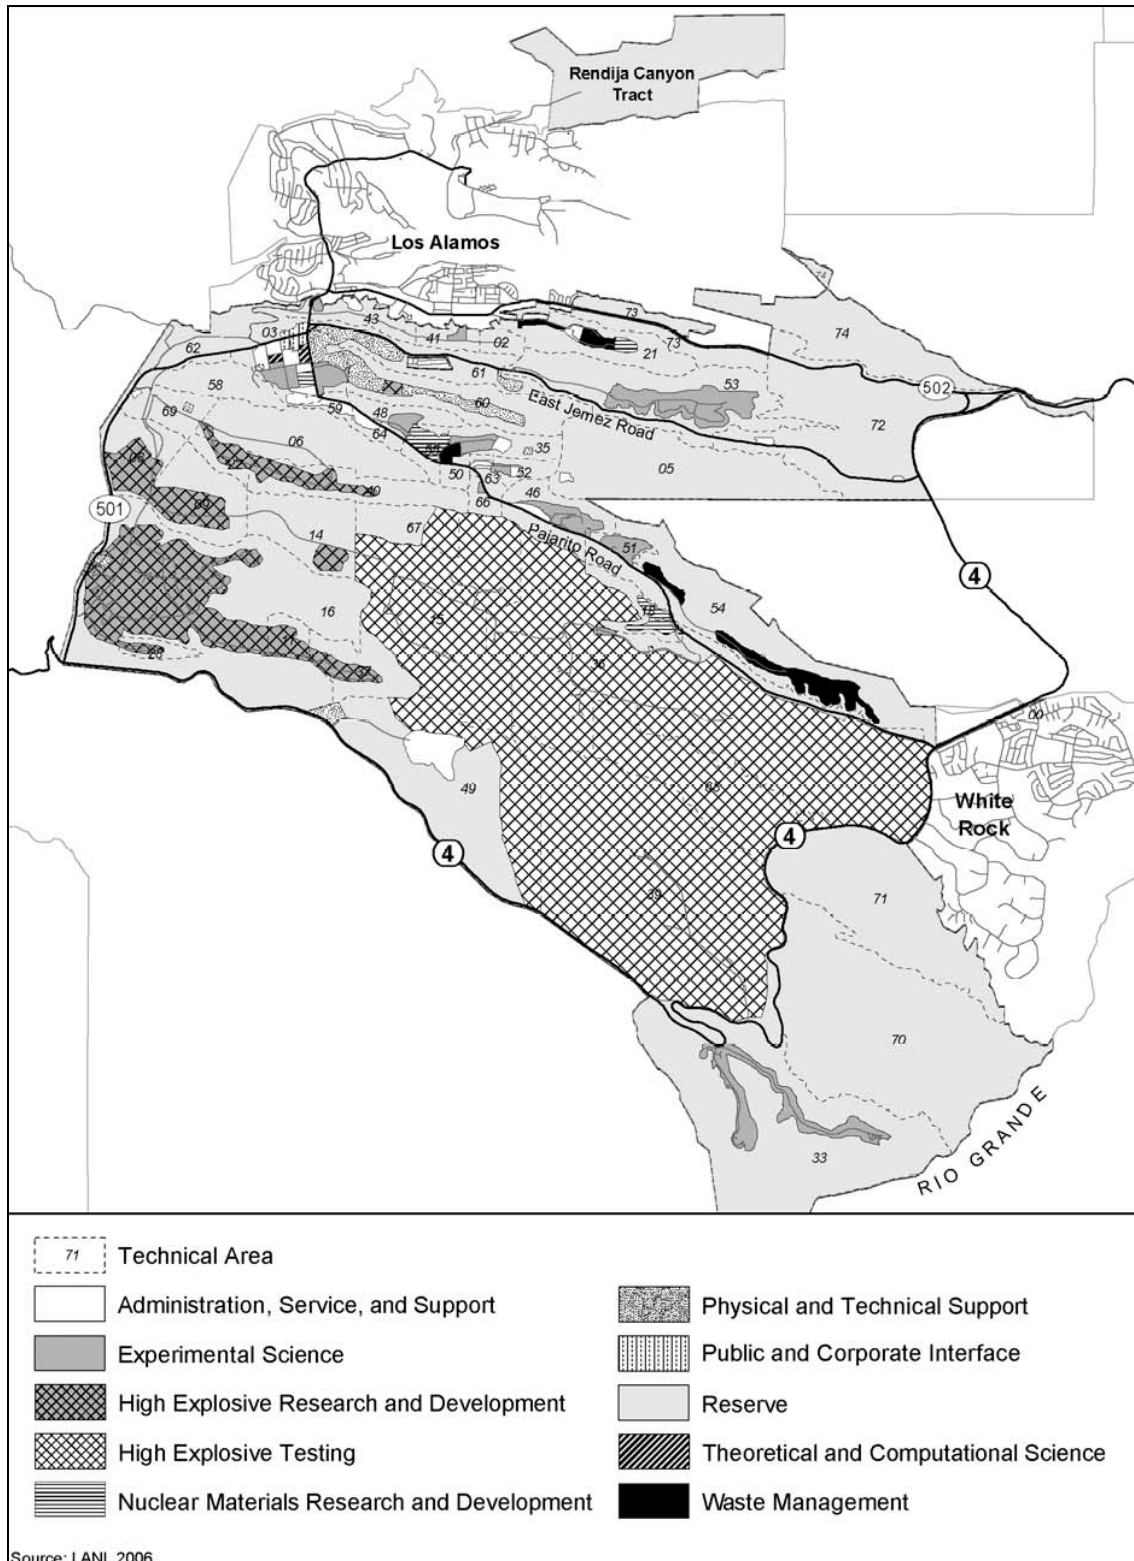 Rendija Canyon
Tract
Los Alamos
74
73
43
03
41
02
73
74
21
62
61
53
502
58
East Jemez Road
69
59
48
60
72
64
06
35
05
50
63
52
40
46
66
501
67
14
Pajarito Road
51
4
54
18
16
15
36
11
37
00
49
White
Rock
4
4
39
71
70
33
RIO GRANDE
71
Technical Area
Administration, Service, and Support
Experimental Science
High Explosive Research and Development
High Explosive Testing
Nuclear Materials Research and Development
Physical and Technical Support
Public and Corporate Interface
Reserve
Theoretical and Computational Science
Waste Management
Source: LANL 2006